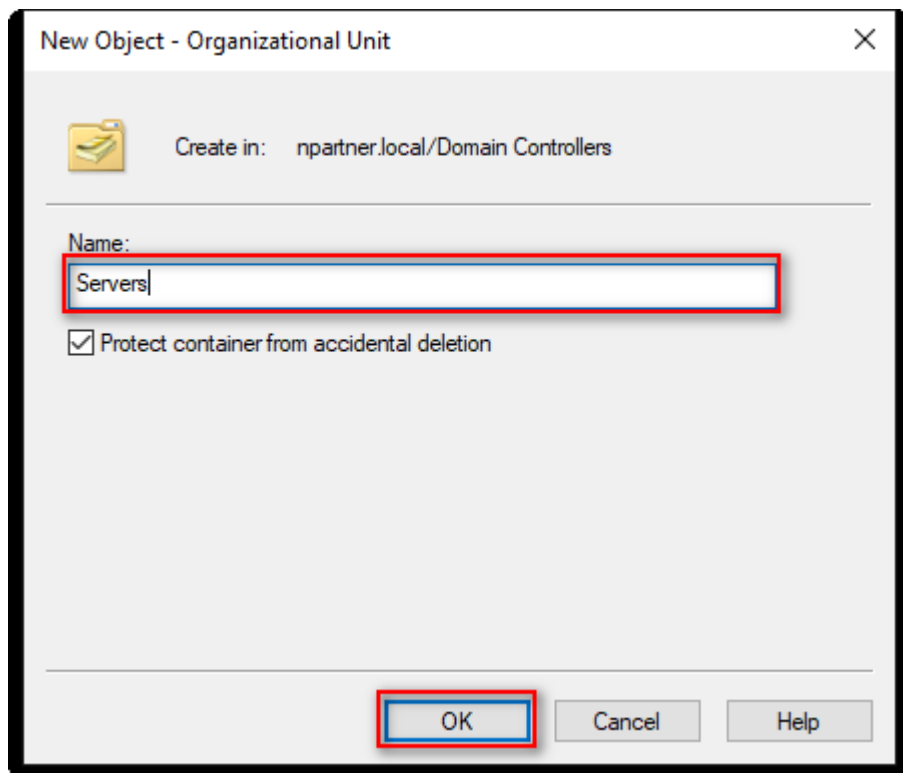 New Object - Organizational Unit
Create in: npartner.local/Domain Controllers
Name:
Servers
Protect container from accidental deletion
OK Cancel Help